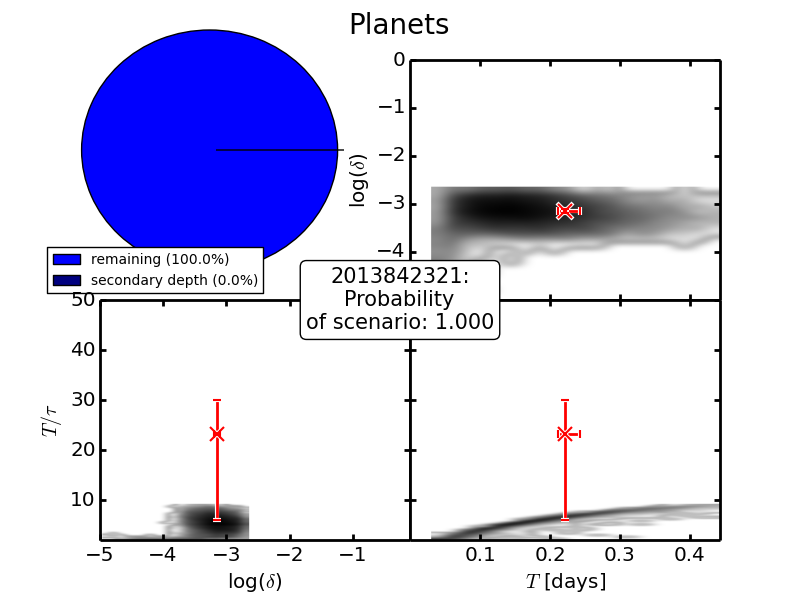 Planets
0
−1
−2
−3
−4
log(δ)
remaining (100.0%)
secondary depth (0.0%)
2013842321:
Probability
of scenario: 1.000
50
40
30
20
10
T/τ
−5 −4 −3 −2 −1
log(δ)
0.1 0.2 0.3 0.4
T [days]